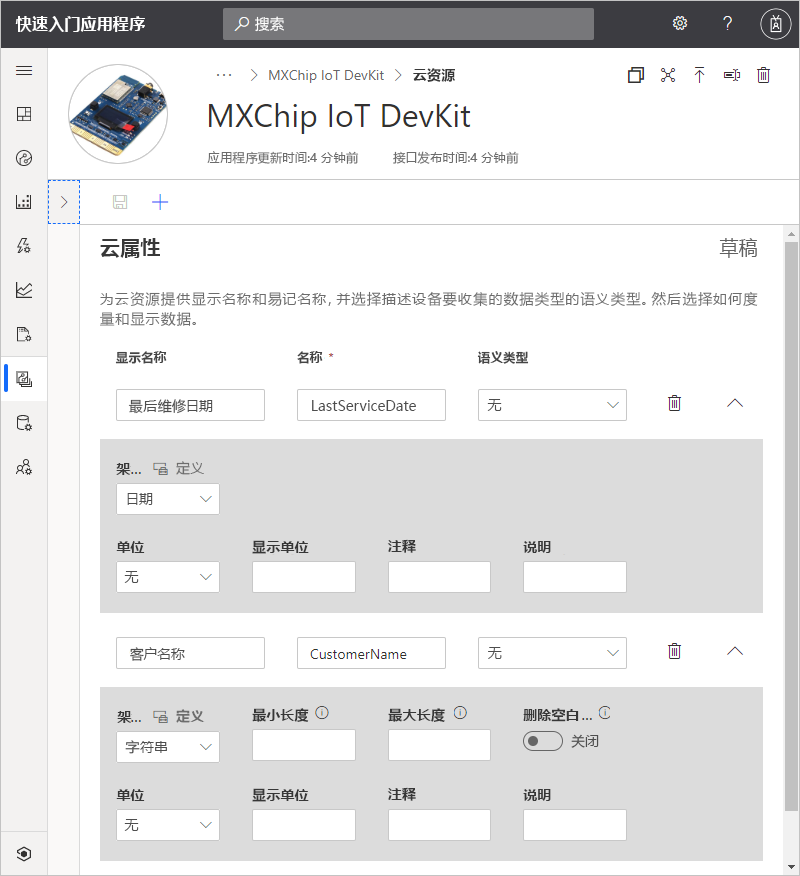 快速入门应用程序
搜索
··· > MXChip IoT DevKit > 云资源
MXChip IoT DevKit
应用程序更新时间:4 分钟前 接口发布时间:4 分钟前
云属性 草稿
为云资源提供显示名称和易记名称, 并选择描述设备要收集的数据类型的语义类型。然后选择如何度
量和显示数据。
显示名称 名称 * 语义类型
最后维修日期 LastServiceDate 无
架... 定义
日期
单位 显示单位 注释 说明
无
客户名称 CustomerName 无
架... 定义 最小长度 最大长度 删除空白...
字符串 关闭
单位 显示单位 注释 说明
无